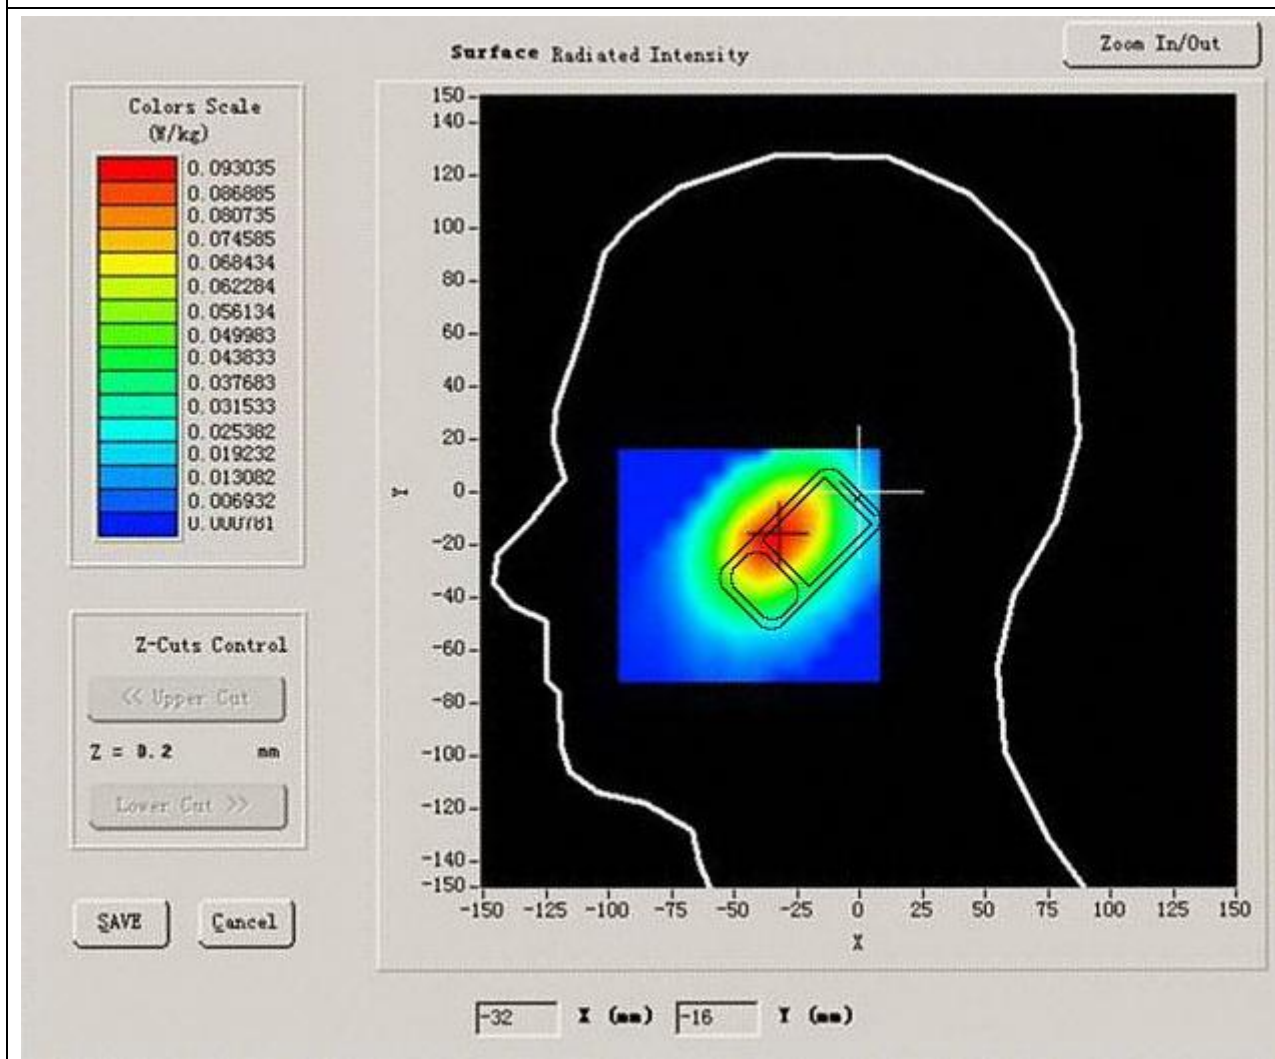 Surface Radiated Intensity
Zoom In/Out
Colors Scale
(W/kg)
0.093035
0.086885
0.080735
0.074585
0.068434
0.062284
0.056134
0.049983
0.043833
0.037683
0.031533
0.025382
0.019232
0.013082
0.006932
0.000781
Z-Cuts Control
<< Upper Cut
Z = 0.2 mm
Lower Cut >>
SAVE
Cancel
150
140
120
100
80
60
40
20
0
-20
-40
-60
-80
-100
-120
-140
-150
Y
-150 -125 -100 -75 -50 -25 0 25 50 75 100 125 150
X
-32 X (mm) -16 Y (mm)